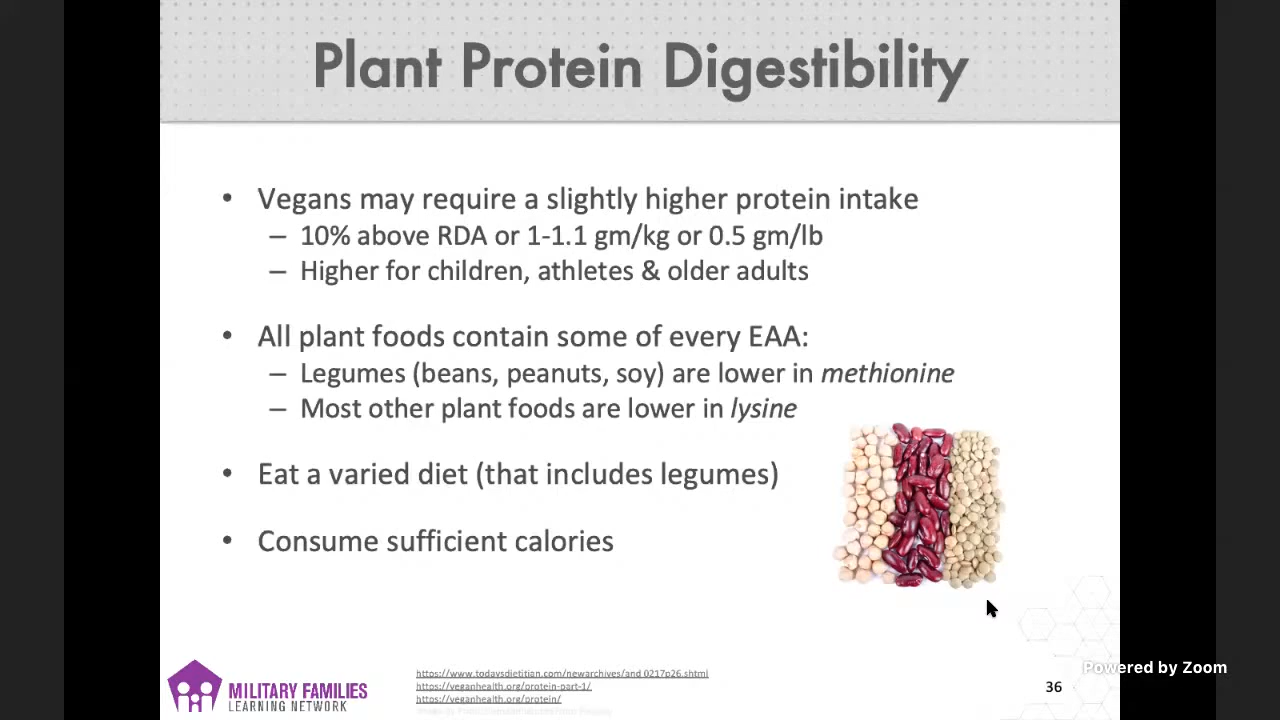 Plant Protein Digestibility
• Vegans may require a slightly higher protein intake
– 10% above RDA or 1-1.1 gm/kg or 0.5 gm/lb
– Higher for children, athletes & older adults
• All plant foods contain some of every EAA:
– Legumes (beans, peanuts, soy) are lower in methionine
– Most other plant foods are lower in lysine
• Eat a varied diet (that includes legumes)
• Consume sufficient calories
MILITARY FAMILIES
LEARNING NETWORK
https://www.todaysdietitian.com/newarchives/and_0217p26.shtml
https://veganhealth.org/protein-part-1/
https://veganhealth.org/protein/
36
Powered by Zoom